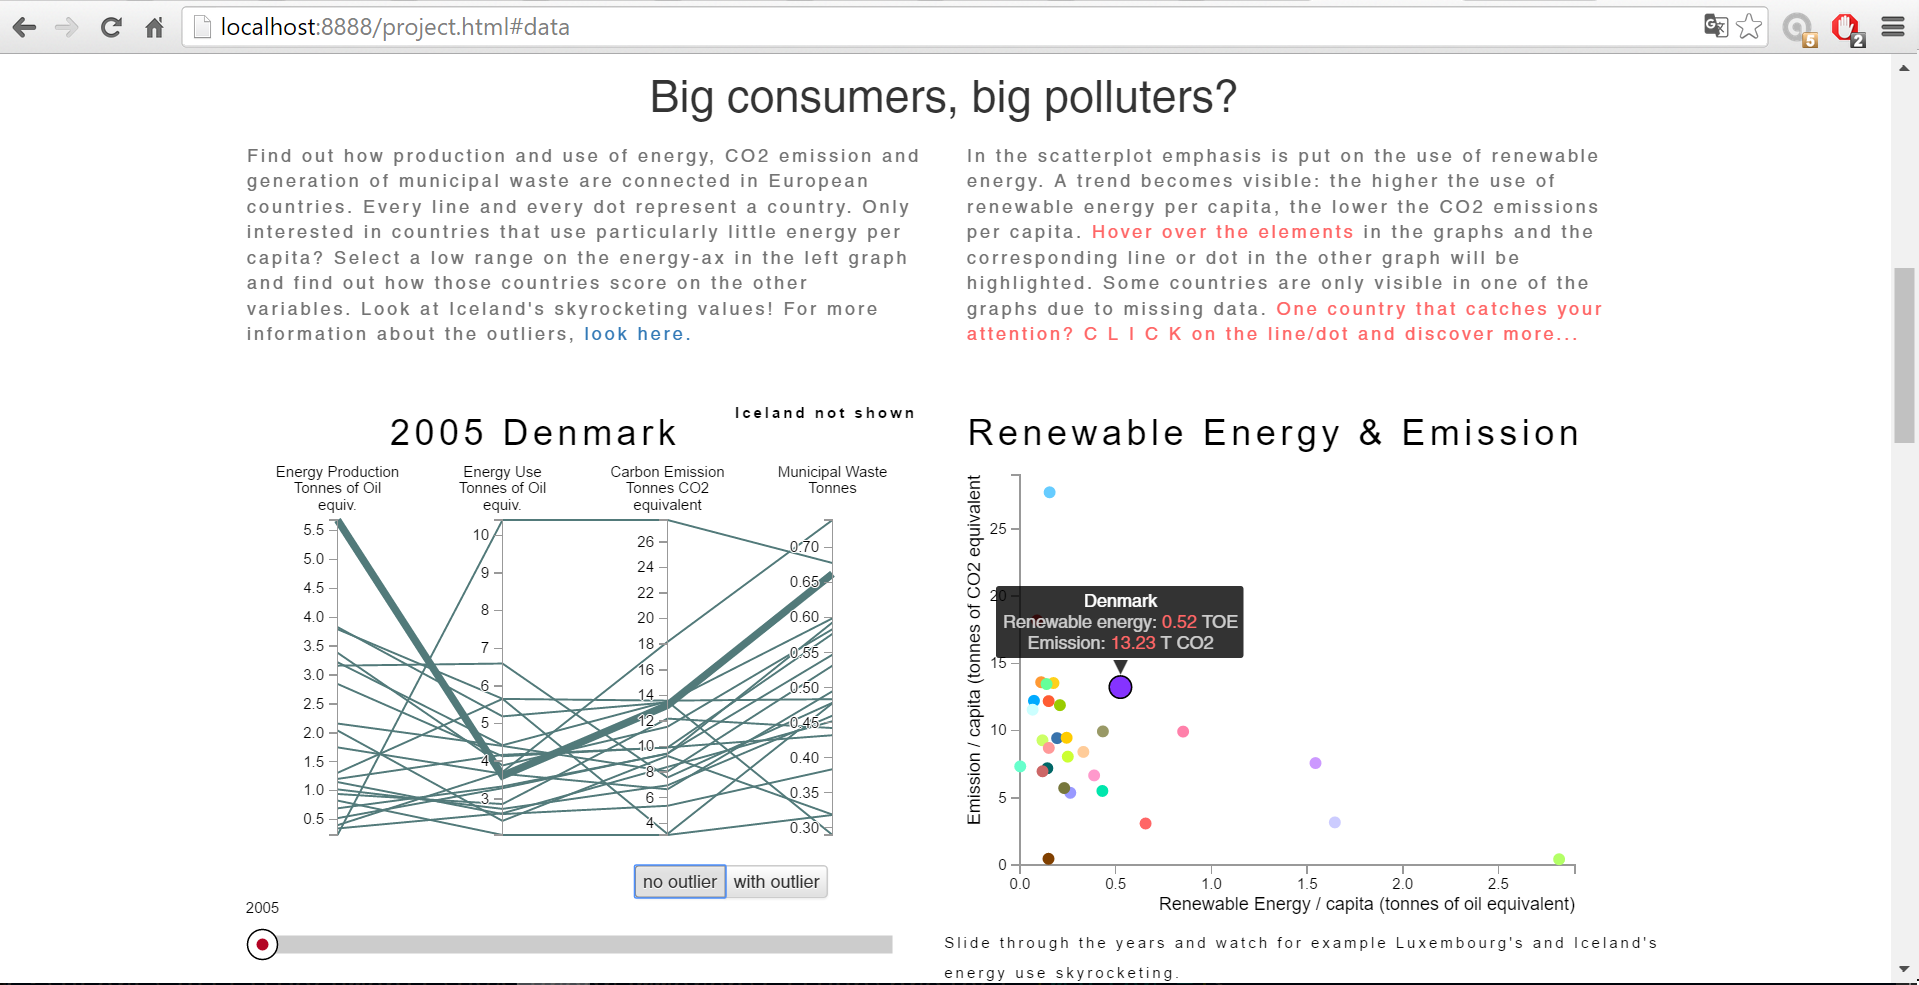 localhost:8888/project.html#data
5
2
Big consumers, big polluters?
Find out how production and use of energy, CO2 emission and
generation of municipal waste are connected in European
countries. Every line and every dot represent a country. Only
interested in countries that use particularly little energy per
capita? Select a low range on the energy-ax in the left graph
and find out how those countries score on the other
variables. Look at Iceland's skyrocketing values! For more
information about the outliers, look here.
In the scatterplot emphasis is put on the use of renewable
energy. A trend becomes visible: the higher the use of
renewable energy per capita, the lower the CO2 emissions
per capita. Hover over the elements in the graphs and the
corresponding line or dot in the other graph will be
highlighted. Some countries are only visible in one of the
graphs due to missing data. One country that catches your
attention? C L I C K on the line/dot and discover more...
Iceland not shown
2005 Denmark
Energy Production
Tonnes of Oil
equiv.
Energy Use
Tonnes of Oil
equiv.
Carbon Emission
Tonnes CO2
equivalent
Municipal Waste
Tonnes
5.5
5.0
4.5
4.0
3.5
3.0
2.5
2.0
1.5
1.0
0.5
10
9
8
7
6
5
4
3
26
24
22
20
18
16
14
12
10
8
6
4
0.70
0.65
0.60
0.55
0.50
0.45
0.40
0.35
0.30
no outlier
with outlier
2005
Renewable Energy & Emission
Emission / capita (tonnes of CO2 equivalent
25
20
15
10
5
0
Denmark
Renewable energy: 0.52 TOE
Emission: 13.23 T CO2
0.0
0.5
1.0
1.5
2.0
2.5
Renewable Energy / capita (tonnes of oil equivalent)
Slide through the years and watch for example Luxembourg's and Iceland's
energy use skyrocketing.